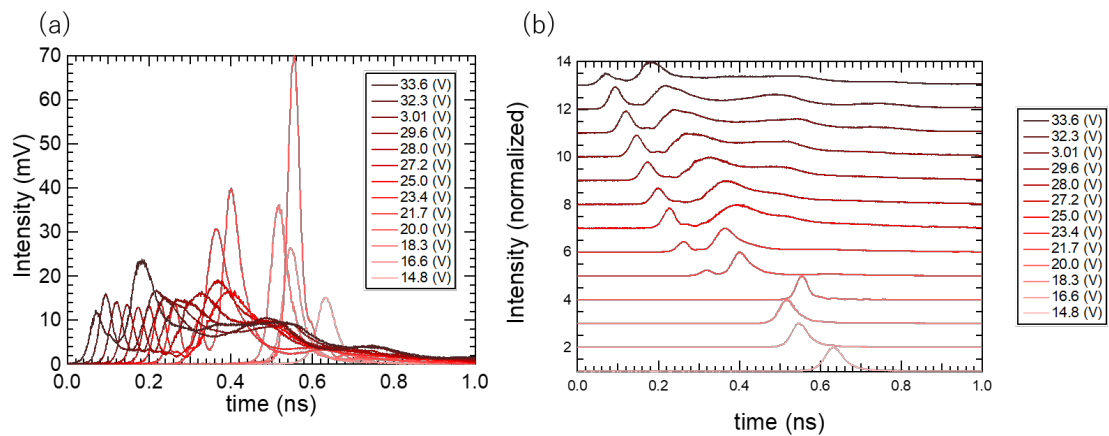 (a)
(b)
70
60
50
40
30
20
10
0
Intensity (mV)
0.0
0.2
0.4
0.6
0.8
1.0
time (ns)
33.6 (V)
32.3 (V)
3.01 (V)
29.6 (V)
28.0 (V)
27.2 (V)
25.0 (V)
23.4 (V)
21.7 (V)
20.0 (V)
18.3 (V)
16.6 (V)
14.8 (V)
14
12
10
8
6
4
2
Intensity (normalized)
0.0
0.2
0.4
0.6
0.8
1.0
time (ns)
33.6 (V)
32.3 (V)
3.01 (V)
29.6 (V)
28.0 (V)
27.2 (V)
25.0 (V)
23.4 (V)
21.7 (V)
20.0 (V)
18.3 (V)
16.6 (V)
14.8 (V)